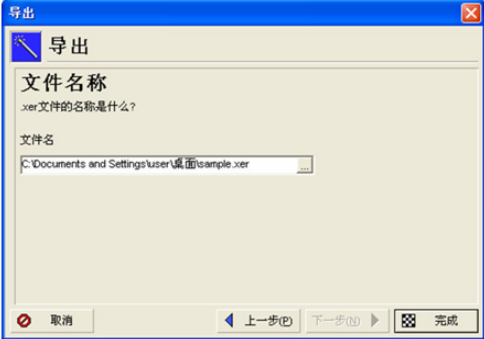 导出
导出
文件名称
.xer文件的名称是什么?
文件名
C:\Documents and Settings\user\桌面\sample.xer
...
取消
上一步(P)
下一步(N)
完成